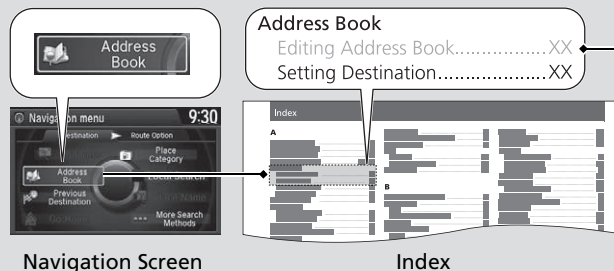 Address
Book
Address Book
Editing Address Book...............XX
Setting Destination...................XX
Navigation menu
9:30
Destination
Route Option
Place
Category
Address
Book
Local Search
Previous
Destination
More Search
Methods
Index
A
B
Navigation Screen
Index